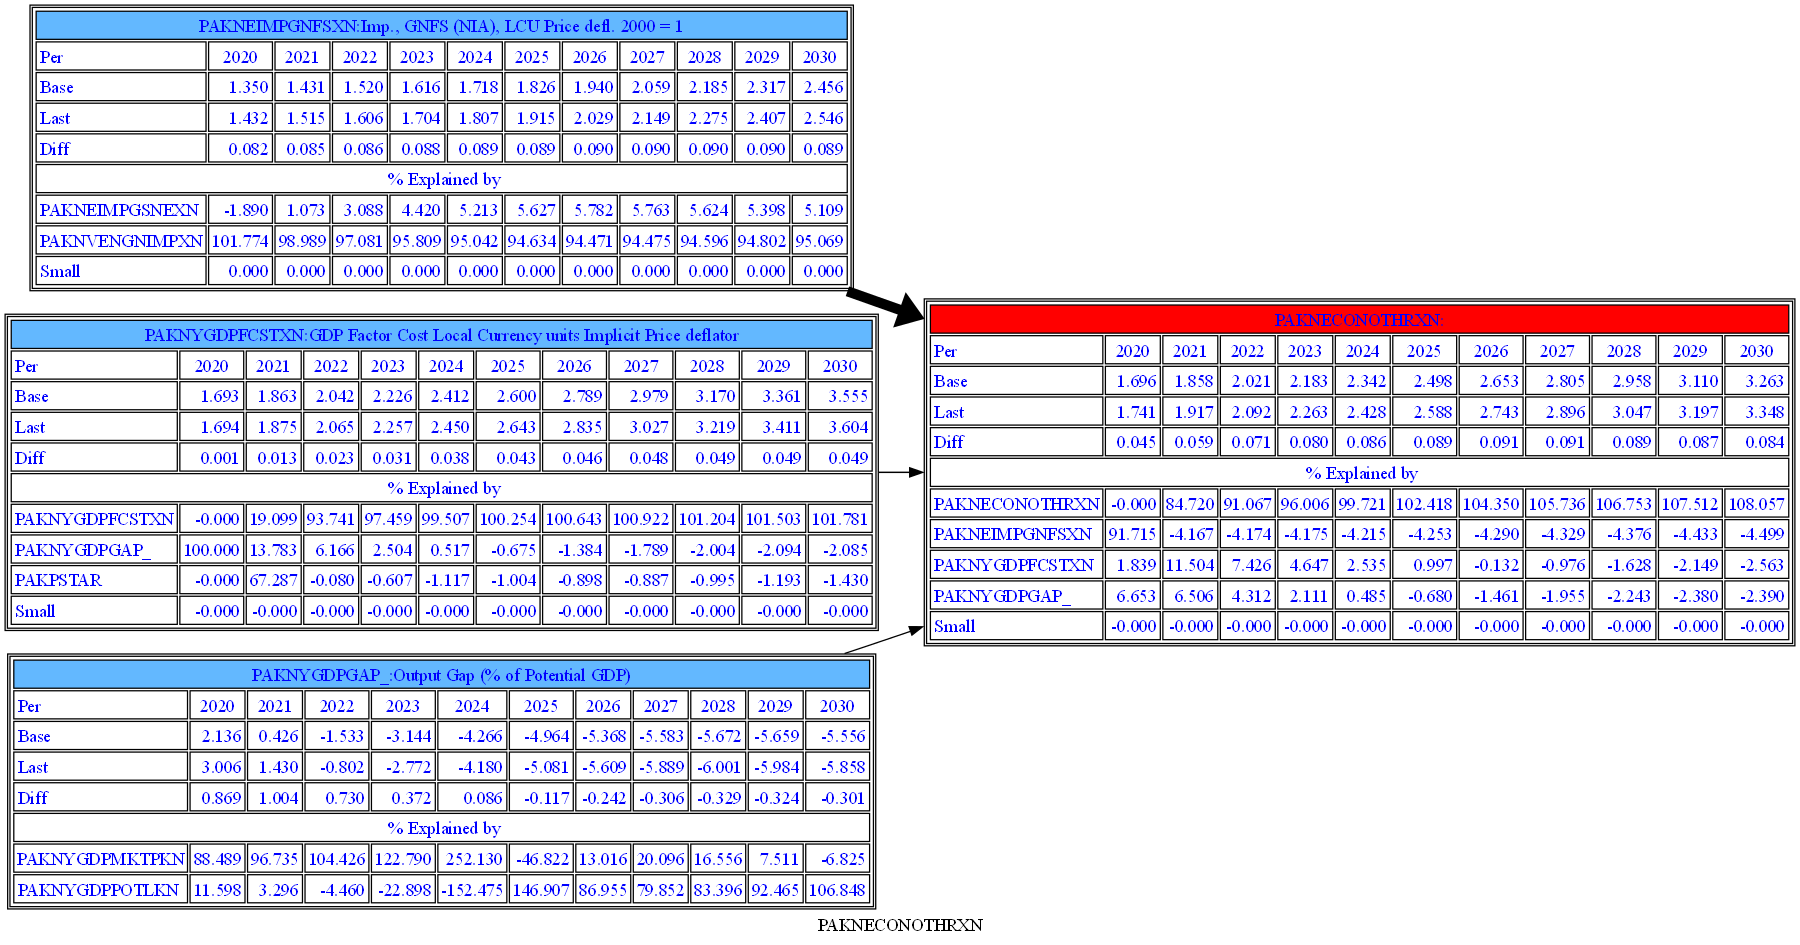 PAKNEIMPGNFSXN:Imp., GNFS (NIA), LCU Price defl. 2000 = 1
Per 2020 2021 2022 2023 2024 2025 2026 2027 2028 2029 2030
Base 1.350 1.431 1.520 1.616 1.718 1.826 1.940 2.059 2.185 2.317 2.456
Last 1.432 1.515 1.606 1.704 1.807 1.915 2.029 2.149 2.275 2.407 2.546
Diff 0.082 0.085 0.086 0.088 0.089 0.089 0.090 0.090 0.090 0.090 0.089
% Explained by
PAKNEIMPGSNEXN -1.890 1.073 3.088 4.420 5.213 5.627 5.782 5.763 5.624 5.398 5.109
PAKNVENGNIMPXN 101.774 98.989 97.081 95.809 95.042 94.634 94.471 94.475 94.596 94.802 95.069
Small 0.000 0.000 0.000 0.000 0.000 0.000 0.000 0.000 0.000 0.000 0.000
PAKNYGDPFCSTXN:GDP Factor Cost Local Currency units Implicit Price deflator
Per 2020 2021 2022 2023 2024 2025 2026 2027 2028 2029 2030
Base 1.693 1.863 2.042 2.226 2.412 2.600 2.789 2.979 3.170 3.361 3.555
Last 1.694 1.875 2.065 2.257 2.450 2.643 2.835 3.027 3.219 3.411 3.604
Diff 0.001 0.013 0.023 0.031 0.038 0.043 0.046 0.048 0.049 0.049 0.049
% Explained by
PAKNYGDPFCSTXN -0.000 19.099 93.741 97.459 99.507 100.254 100.643 100.922 101.204 101.503 101.781
PAKNYGDPGAP_ 100.000 13.783 6.166 2.504 0.517 -0.675 -1.384 -1.789 -2.004 -2.094 -2.085
PAKPSTAR -0.000 67.287 -0.080 -0.607 -1.117 -1.004 -0.898 -0.887 -0.995 -1.193 -1.430
Small -0.000 -0.000 -0.000 -0.000 -0.000 -0.000 -0.000 -0.000 -0.000 -0.000 -0.000
PAKNYGDPGAP_:Output Gap (% of Potential GDP)
Per 2020 2021 2022 2023 2024 2025 2026 2027 2028 2029 2030
Base 2.136 0.426 -1.533 -3.144 -4.266 -4.964 -5.368 -5.583 -5.672 -5.659 -5.556
Last 3.006 1.430 -0.802 -2.772 -4.180 -5.081 -5.609 -5.889 -6.001 -5.984 -5.858
Diff 0.869 1.004 0.730 0.372 0.086 -0.117 -0.242 -0.306 -0.329 -0.324 -0.301
% Explained by
PAKNYGDPMKTPKN 88.489 96.735 104.426 122.790 252.130 -46.822 13.016 20.096 16.556 7.511 -6.825
PAKNYGDPPOTLKN 11.598 3.296 -4.460 -22.898 -152.475 146.907 86.955 79.852 83.396 92.465 106.848
PAKNECONOTHRXN:
Per 2020 2021 2022 2023 2024 2025 2026 2027 2028 2029 2030
Base 1.696 1.858 2.021 2.183 2.342 2.498 2.653 2.805 2.958 3.110 3.263
Last 1.741 1.917 2.092 2.263 2.428 2.588 2.743 2.896 3.047 3.197 3.348
Diff 0.045 0.059 0.071 0.080 0.086 0.089 0.091 0.091 0.089 0.087 0.084
% Explained by
PAKNECONOTHRXN -0.000 84.720 91.067 96.006 99.721 102.418 104.350 105.736 106.753 107.512 108.057
PAKNEIMPGNFSXN 91.715 -4.167 -4.174 -4.175 -4.215 -4.253 -4.290 -4.329 -4.376 -4.433 -4.499
PAKNYGDPFCSTXN 1.839 11.504 7.426 4.647 2.535 0.997 -0.132 -0.976 -1.628 -2.149 -2.563
PAKNYGDPGAP_ 6.653 6.506 4.312 2.111 0.485 -0.680 -1.461 -1.955 -2.243 -2.380 -2.390
Small -0.000 -0.000 -0.000 -0.000 -0.000 -0.000 -0.000 -0.000 -0.000 -0.000 -0.000
PAKNECONOTHRXN